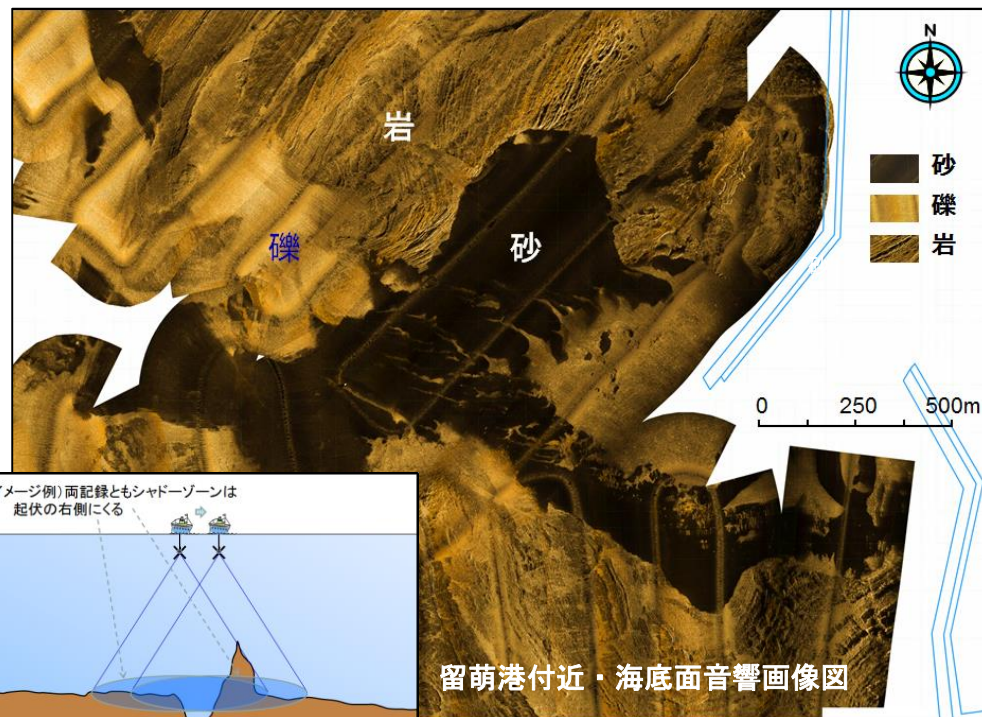 N
岩
砂
礫
岩
礫
砂
0 250 500m
イメージ例)両記録ともシャドーゾーンは
起伏の右側にくる
留萌港付近・海底面音響画像図